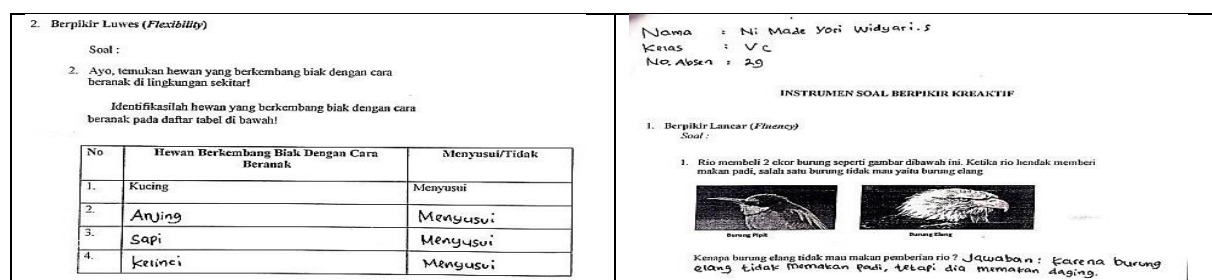 2. Berpikir Luwes (Flexibility)
Soal :
2. Ayo, temukan hewan yang berkembang biak dengan cara
beranak di lingkungan sekitar!
Identifikasilah hewan yang berkembang biak dengan cara
beranak pada daftar tabel di bawah!
No Hewan Berkembang Biak Dengan Cara Beranak Menyusui/Tidak
1. Kucing Menyusui
2. Anjing Menyusui
3. Sapi Menyusui
4. kelinci Menyusui
Nama : Ni Made Yori Widyari.s
Kelas : V C
No. Absen : 29
INSTRUMEN SOAL BERPIKIR KREAKTIF
1. Berpikir Lancar (Fluency)
Soal :
1. Rio membeli 2 ekor burung seperti gambar dibawah ini. Ketika rio hendak memberi
makan padi, salah satu burung tidak mau yaitu burung elang
Burung Pipit Burung Elang
Kenapa burung elang tidak mau makan pemberian rio ? Jawaban : Karena burung
elang tidak memakan padi, tetapi dia memakan daging.